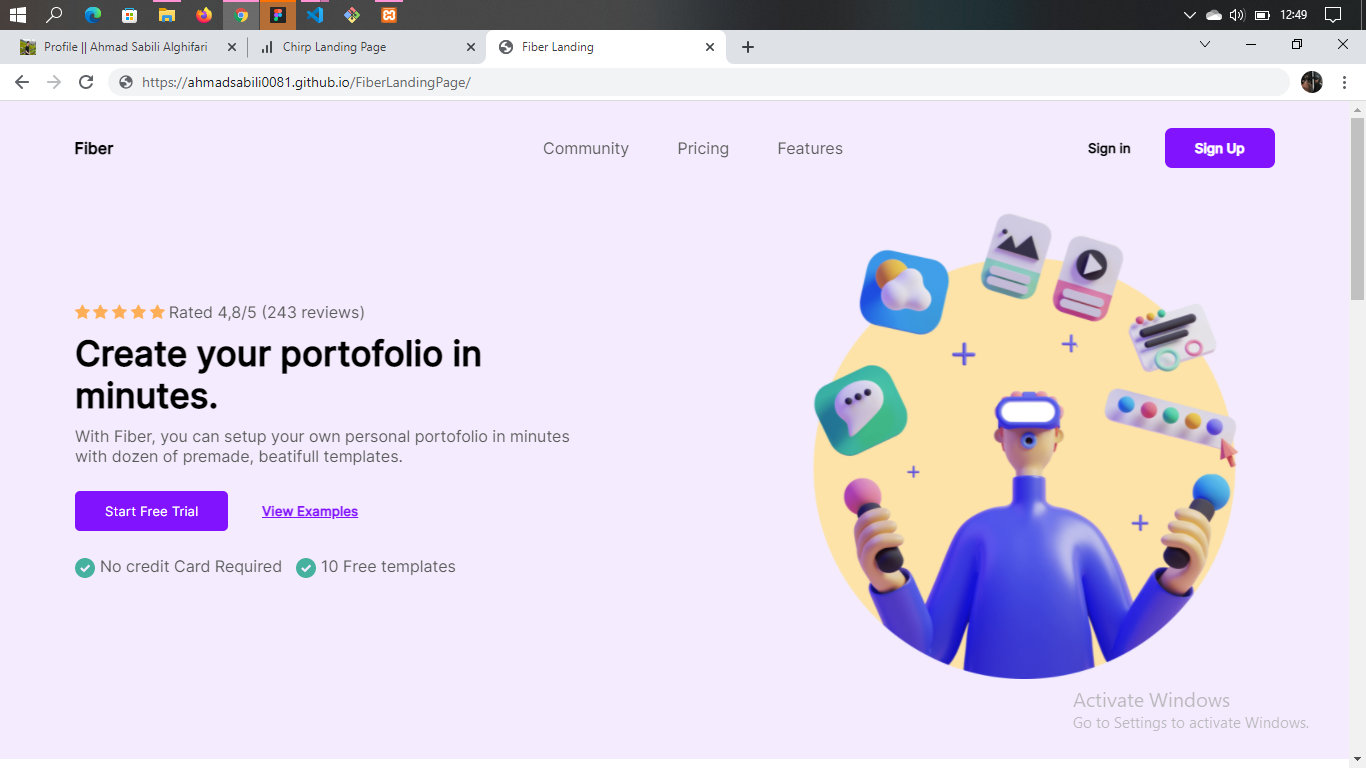 12:49
Profile || Ahmad Sabili Alghifari
Chirp Landing Page
Fiber Landing
https://ahmadsabili0081.github.io/FiberLandingPage/
Fiber
Community
Pricing
Features
Sign in
Sign Up
Rated 4,8/5 (243 reviews)
Create your portofolio in
minutes.
With Fiber, you can setup your own personal portofolio in minutes
with dozen of premade, beatifull templates.
Start Free Trial
View Examples
No credit Card Required
10 Free templates
Activate Windows
Go to Settings to activate Windows.